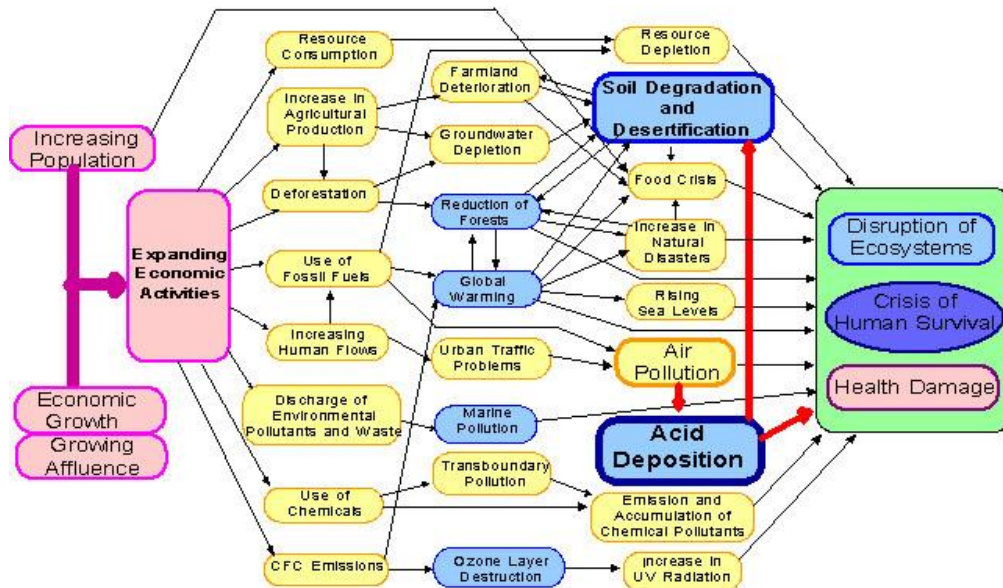 Increasing
Population
Economic
Growth
Growing
Affluence
Expanding
Economic
Activities
Resource
Consumption
Increase in
Agricultural
Production
Deforestation
Use of
Fossil Fuels
Increasing
Human Flows
Discharge of
Environmental
Pollutants and Waste
Use of
Chemicals
CFC Emissions
Farmland
Deterioration
Groundwater
Depletion
Reduction of
Forests
Global
Warming
Urban Traffic
Problems
Marine
Pollution
Transboundary
Pollution
Ozone Layer
Destruction
Resource
Depletion
Soil Degradation
and
Desertification
Food Crisis
Increase in
Natural
Disasters
Rising
Sea Levels
Air
Pollution
Acid
Deposition
Emission and
Accumulation of
Chemical Pollutants
Increase in
UV Radiation
Disruption of
Ecosystems
Crisis of
Human Survival
Health Damage